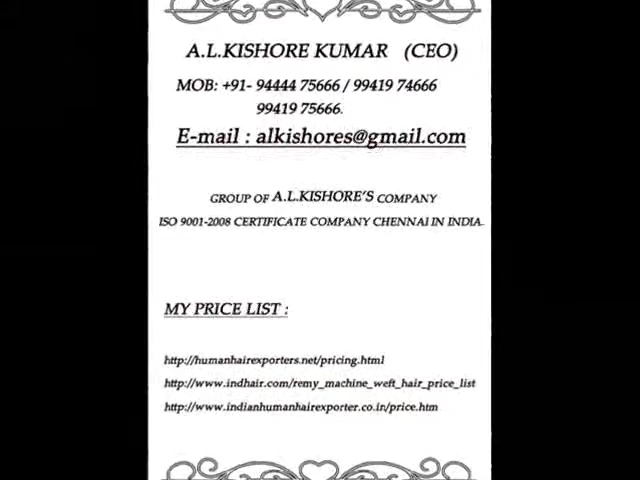 A.L.KISHORE KUMAR (CEO)
MOB: +91- 94444 75666 / 99419 74666
99419 75666.
E-mail : alkishores@gmail.com
GROUP OF A.L.KISHORE'S COMPANY
ISO 9001-2008 CERTIFICATE COMPANY CHENNAI IN INDIA.
MY PRICE LIST :
http://humanhairexporters.net/pricing.html
http://www.indhair.com/remy_machine_weft_hair_price_list
http://www.indianhumanhairexporter.co.in/price.htm